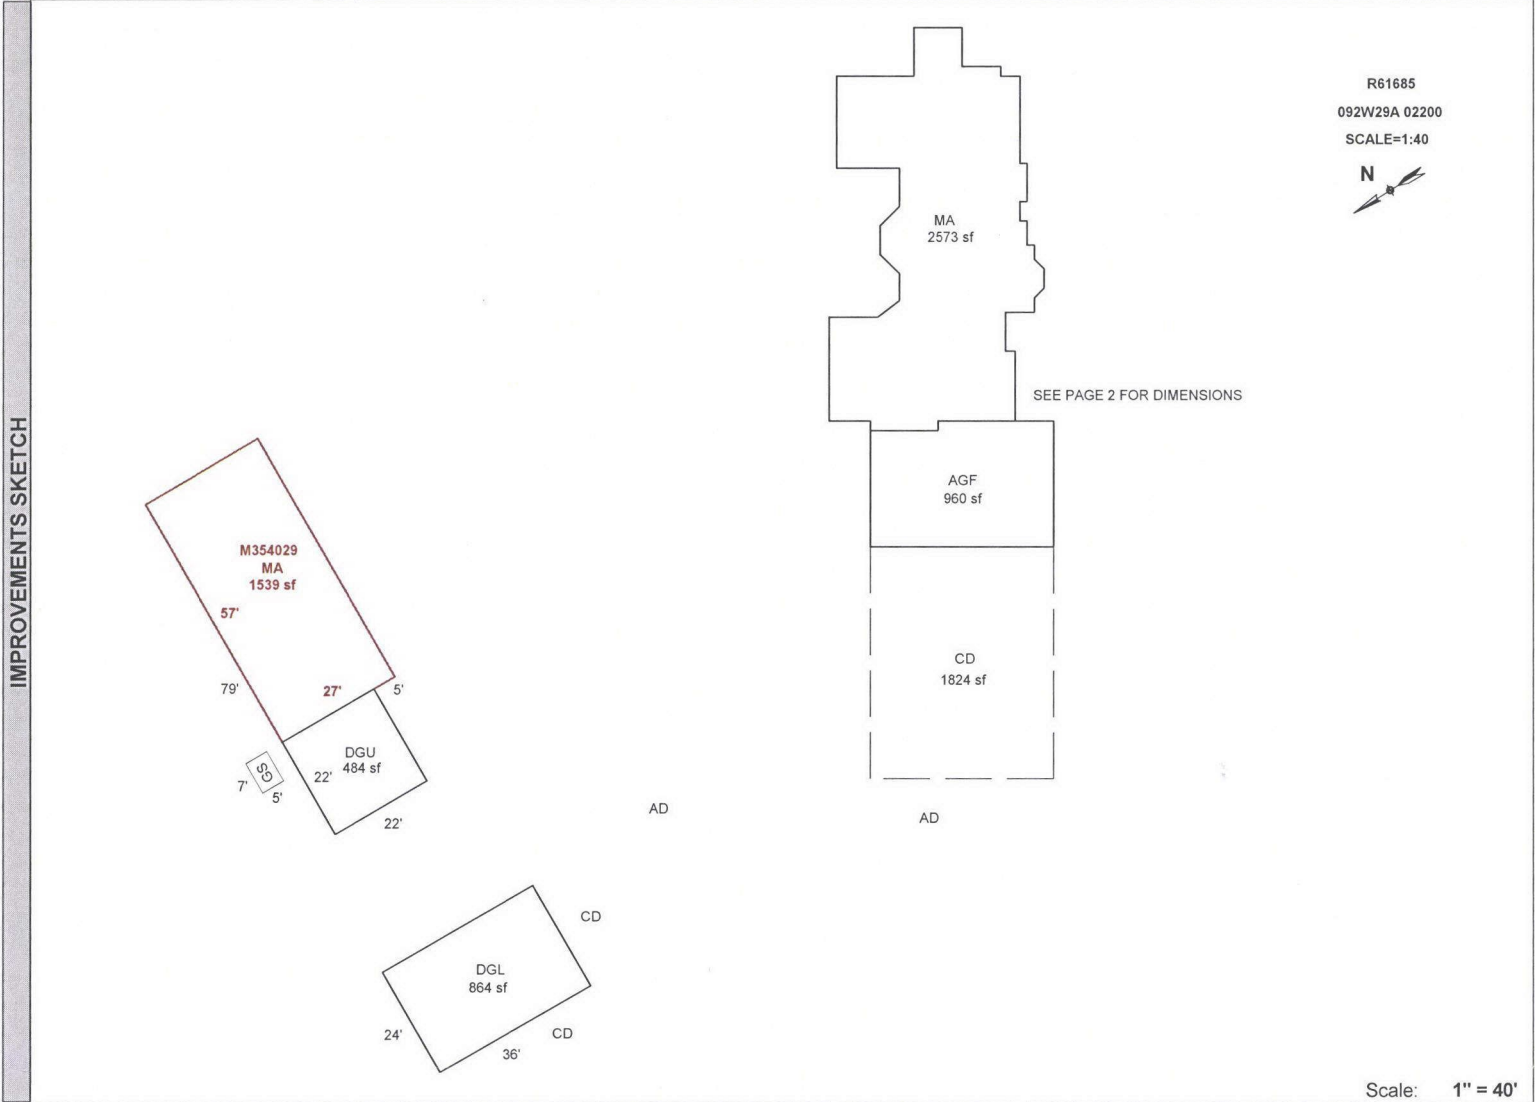 IMPROVEMENTS SKETCH
R61685
092W29A 02200
SCALE=1:40
N
MA
2573 sf
SEE PAGE 2 FOR DIMENSIONS
AGF
960 sf
M354029
MA
1539 sf
57'
79'
27'
5'
CD
1824 sf
DGU
484 sf
22'
22'
GS
7'
5'
AD
AD
CD
DGL
864 sf
24'
CD
36'
Scale: 1" = 40'